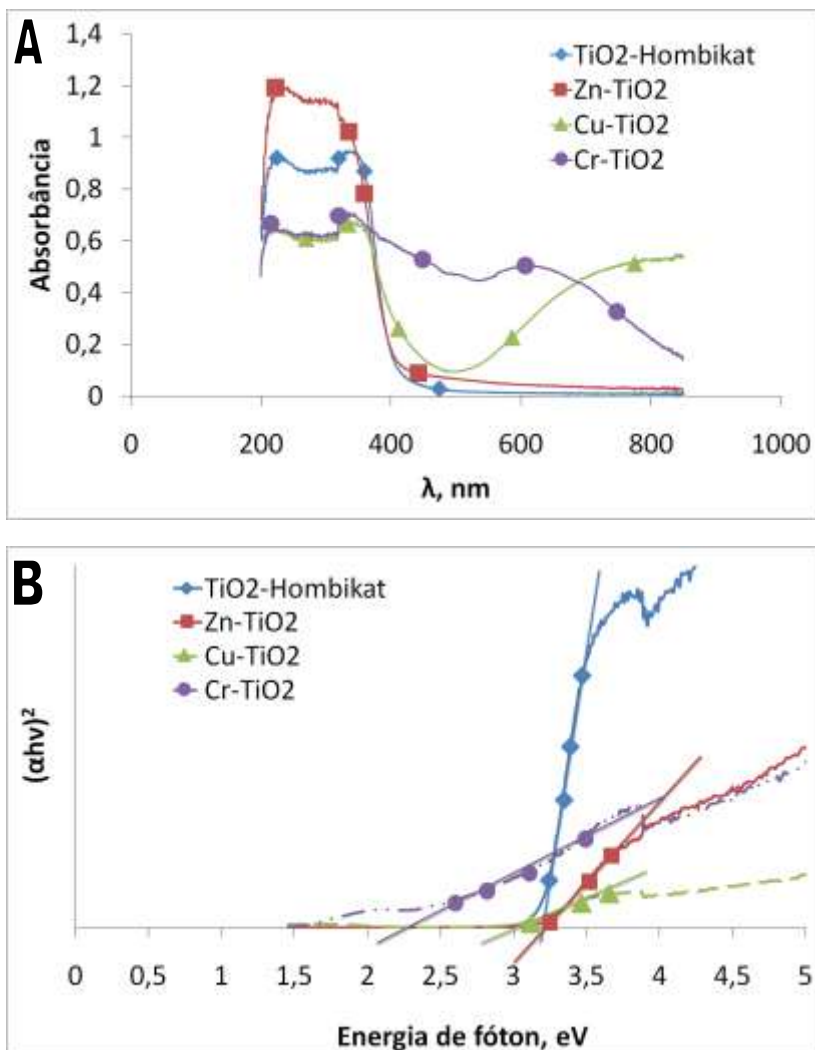 A
1,4
1,2
1
0,8
0,6
0,4
0,2
0
Absorbância
TiO2-Hombikat
Zn-TiO2
Cu-TiO2
Cr-TiO2
0 200 400 600 800 1000
λ, nm
B
TiO2-Hombikat
Zn-TiO2
Cu-TiO2
Cr-TiO2
(αhν)²
0 0,5 1 1,5 2 2,5 3 3,5 4 4,5 5
Energia de fóton, eV